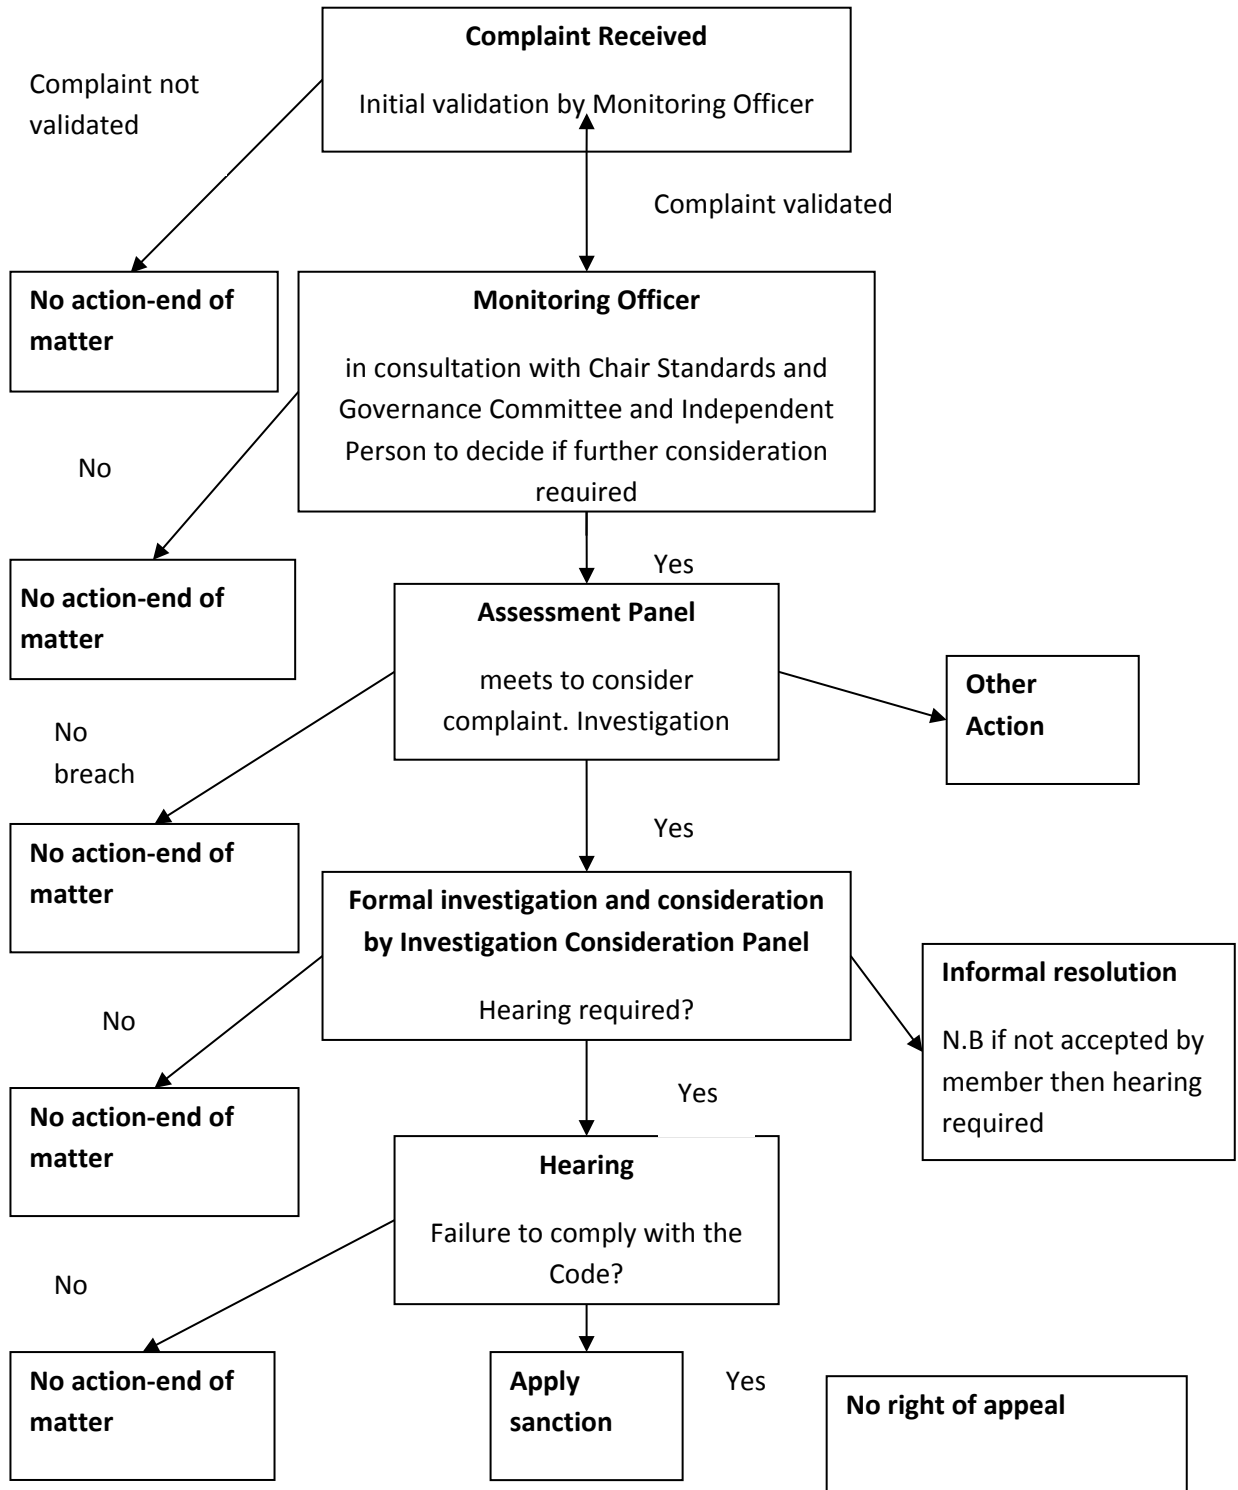 Complaint Received
Initial validation by Monitoring Officer
Complaint not
validated
Complaint validated
No action-end of
matter
Monitoring Officer
in consultation with Chair Standards and
Governance Committee and Independent
Person to decide if further consideration
required
No
Yes
No action-end of
matter
Assessment Panel
meets to consider
complaint. Investigation
Other
Action
No
breach
Yes
No action-end of
matter
Formal investigation and consideration
by Investigation Consideration Panel
Hearing required?
Informal resolution
N.B if not accepted by
member then hearing
required
No
Yes
No action-end of
matter
Hearing
Failure to comply with the
Code?
No
No action-end of
matter
Apply
sanction
Yes
No right of appeal